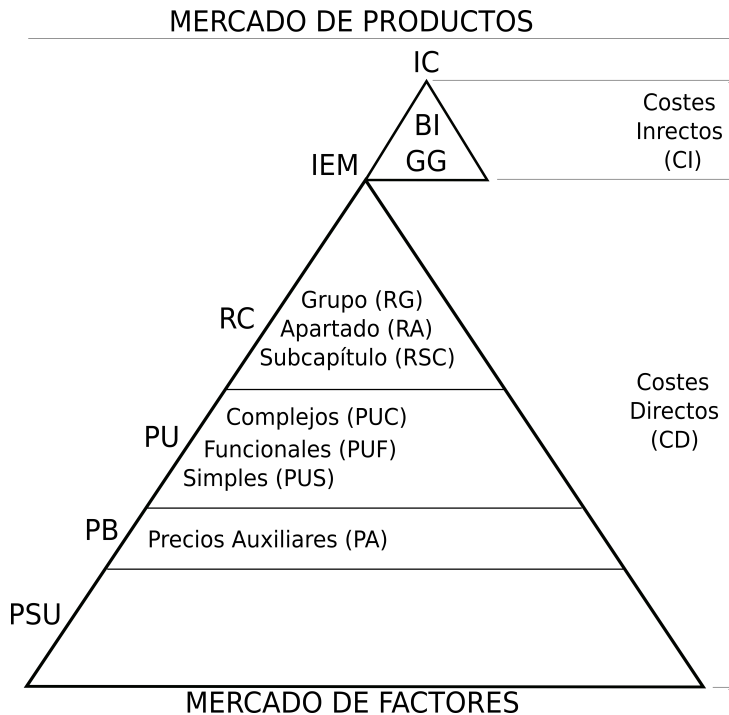 MERCADO DE PRODUCTOS
IC
BI
GG
IEM
Costes
Inrectos
(CI)
RC
Grupo (RG)
Apartado (RA)
Subcapítulo (RSC)
PU
Complejos (PUC)
Funcionales (PUF)
Simples (PUS)
Costes
Directos
(CD)
PB
Precios Auxiliares (PA)
PSU
MERCADO DE FACTORES